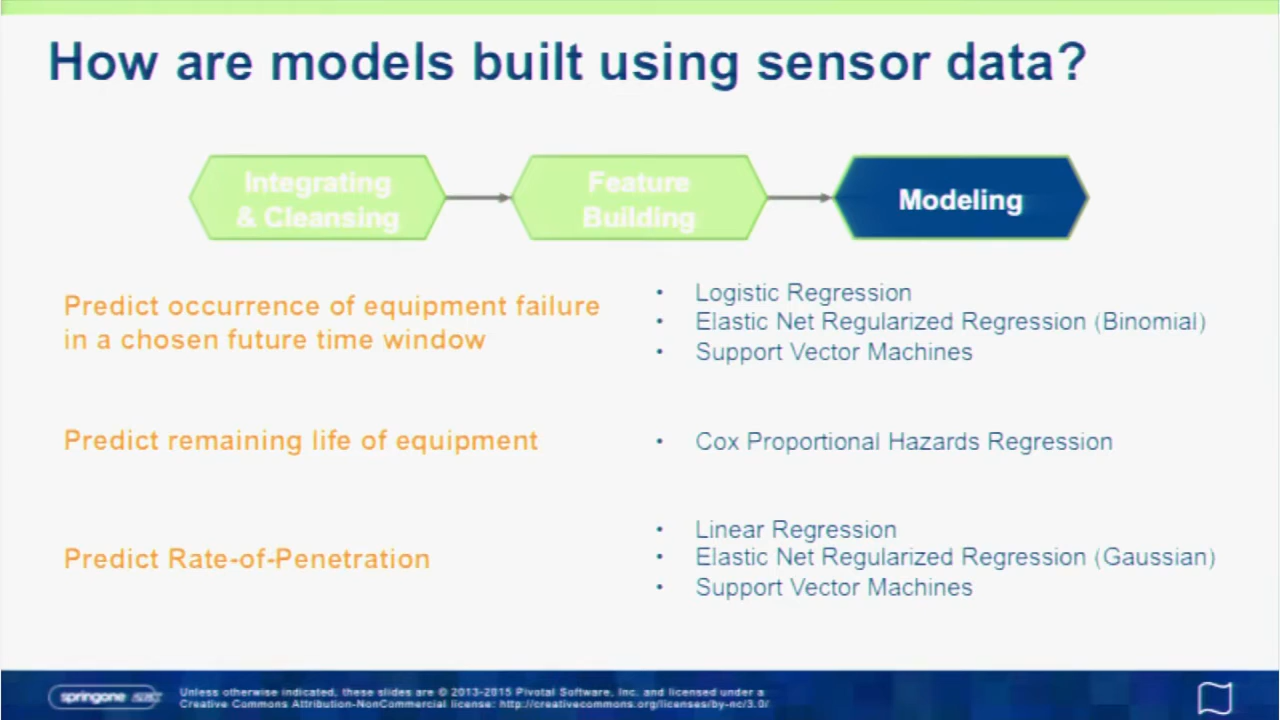 How are models built using sensor data?
Integrating
& Cleansing
Feature
Building
Modeling
Predict occurrence of equipment failure
in a chosen future time window
• Logistic Regression
• Elastic Net Regularized Regression (Binomial)
• Support Vector Machines
Predict remaining life of equipment
• Cox Proportional Hazards Regression
Predict Rate-of-Penetration
• Linear Regression
• Elastic Net Regularized Regression (Gaussian)
• Support Vector Machines
springone
Unless otherwise indicated, these slides are © 2013-2015 Pivotal Software, Inc. and licensed under a
Creative Commons Attribution-NonCommercial license: http://creativecommons.org/licenses/by-nc/3.0/